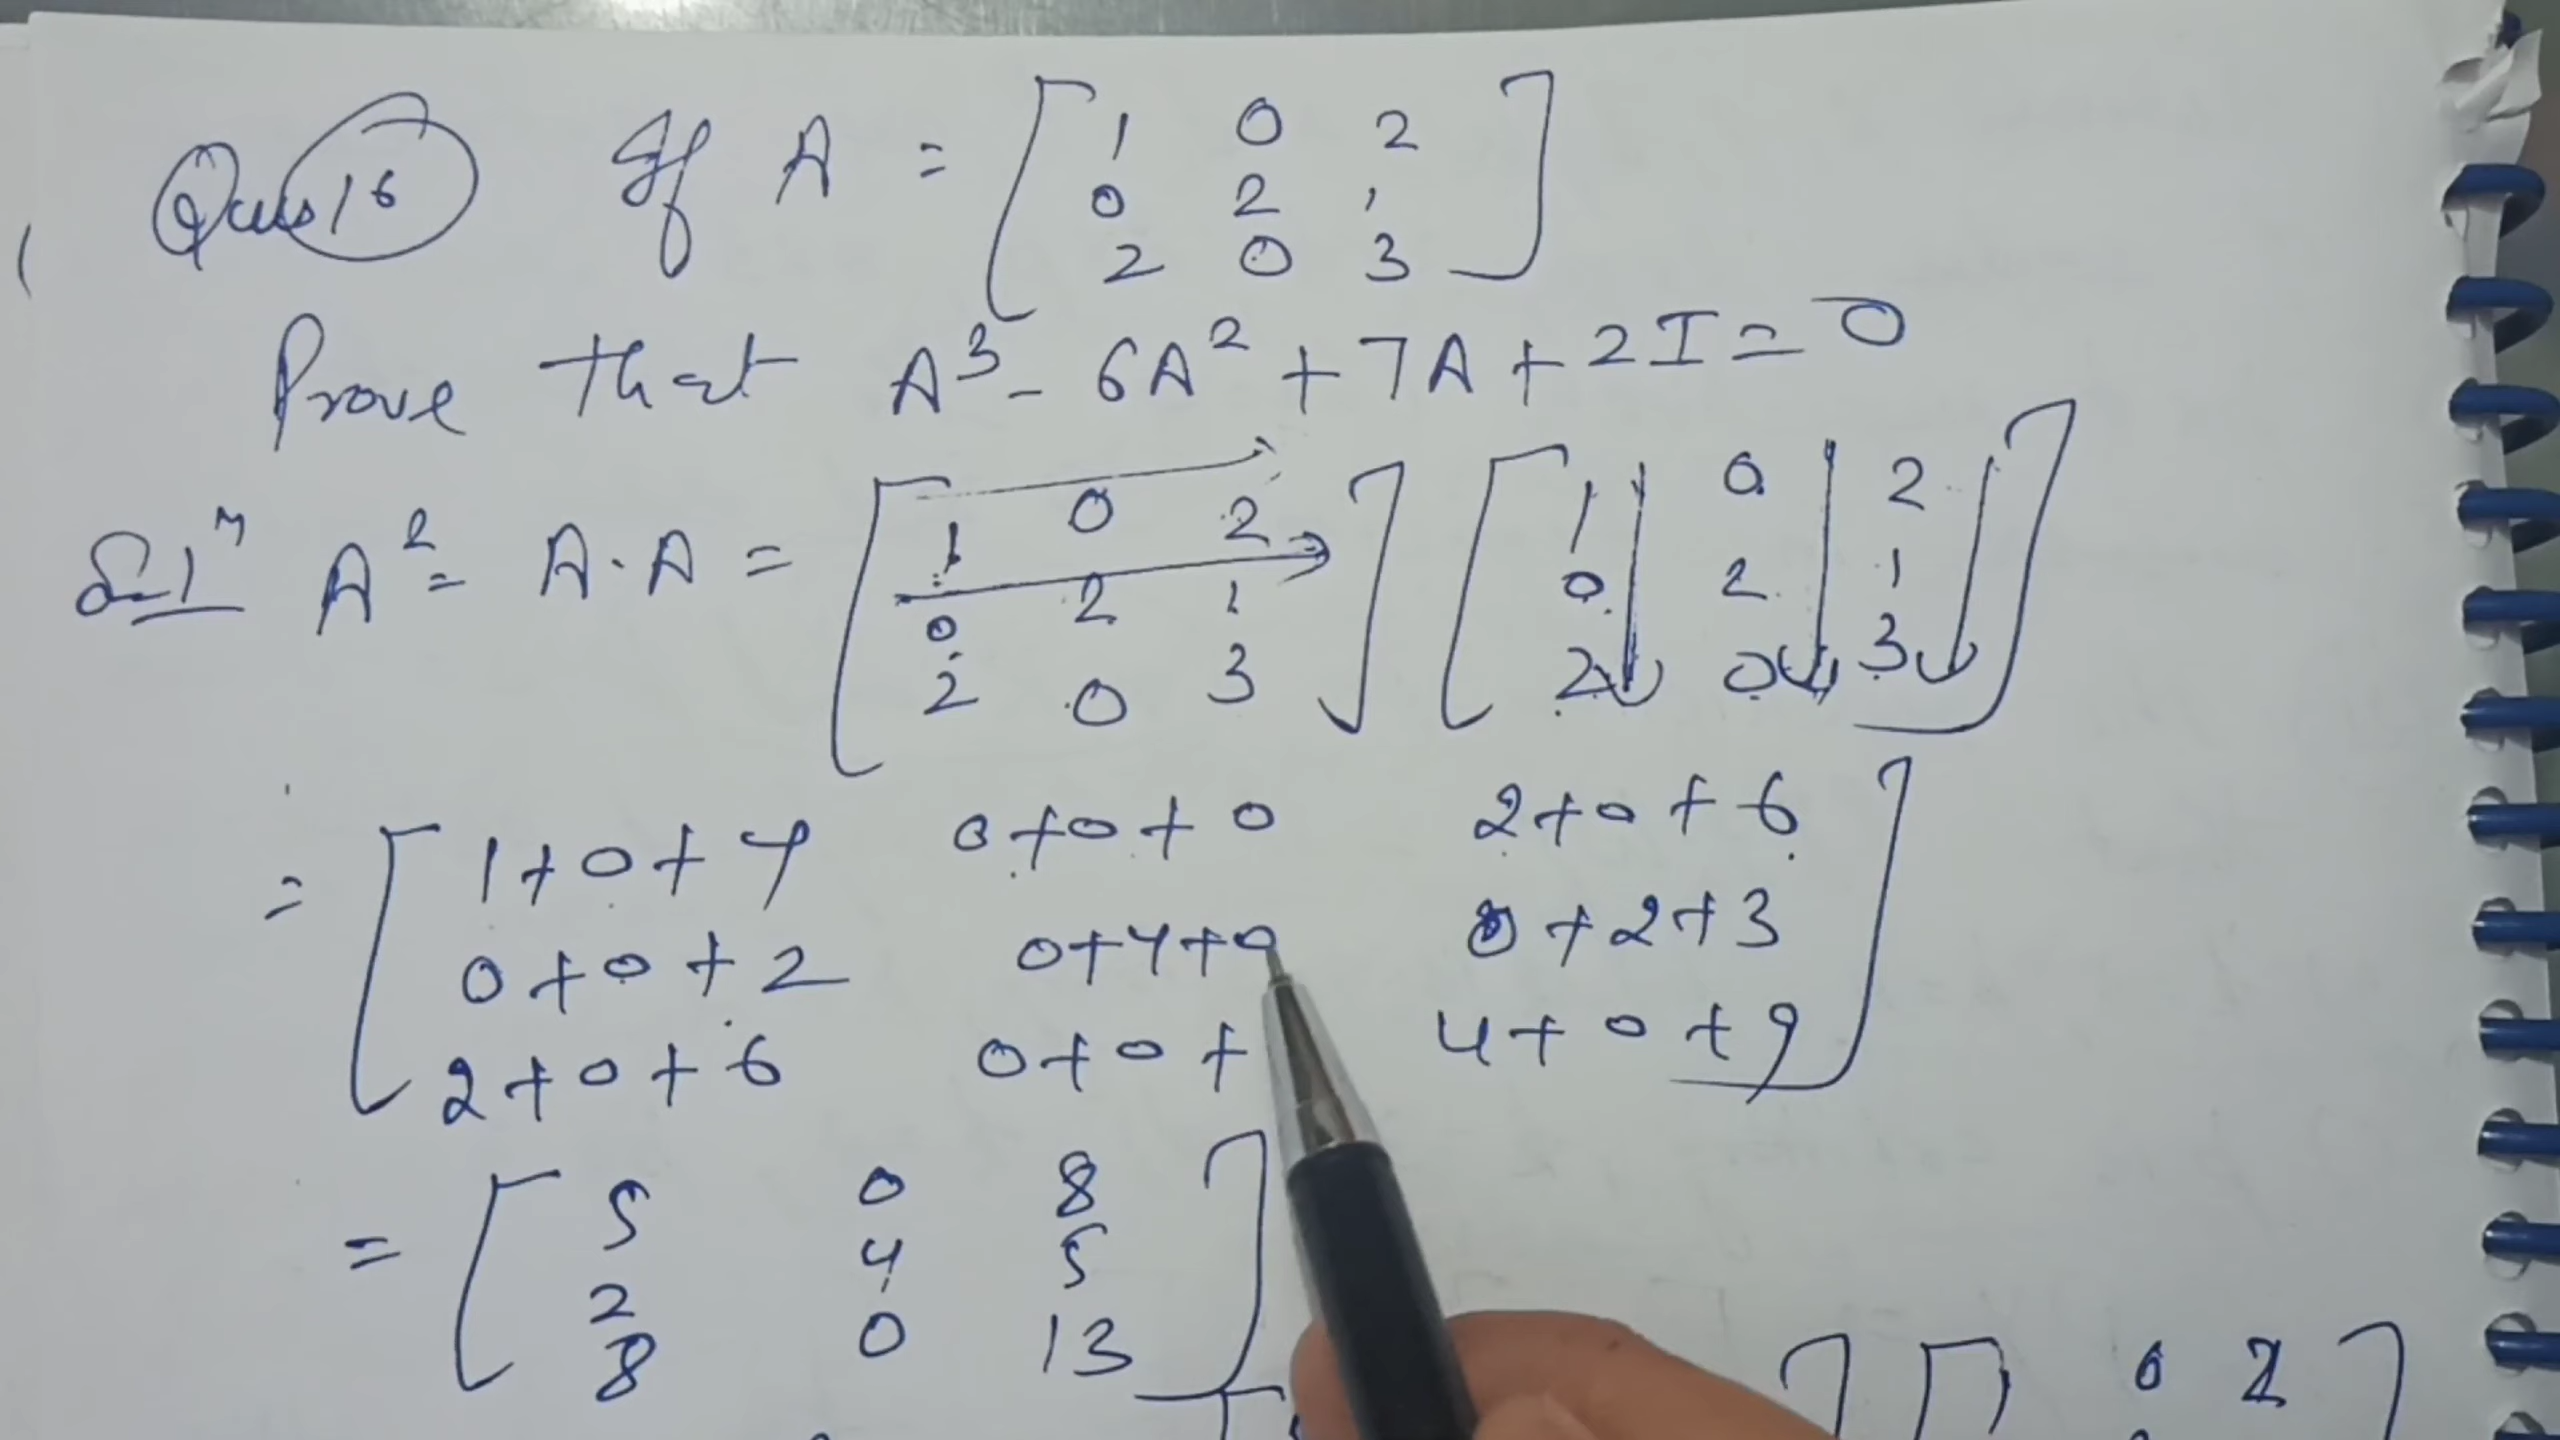 Ques 16 If A = [ 1 0 2
0 2 1
2 0 3 ]
Prove that A³ - 6A² + 7A + 2I = 0
Solⁿ A² = A·A = [ 1 0 2 ] [ 1 0 2 ]
0 2 1 0 2 1
2 0 3 2 0 3
= [ 1+0+4 0+0+0 2+0+6 ]
0+0+2 0+4+0 0+2+3
2+0+6 0+0+ 4+0+9
= [ 5 0 8 ]
2 4 5
8 0 13
] [ 0 2 ]